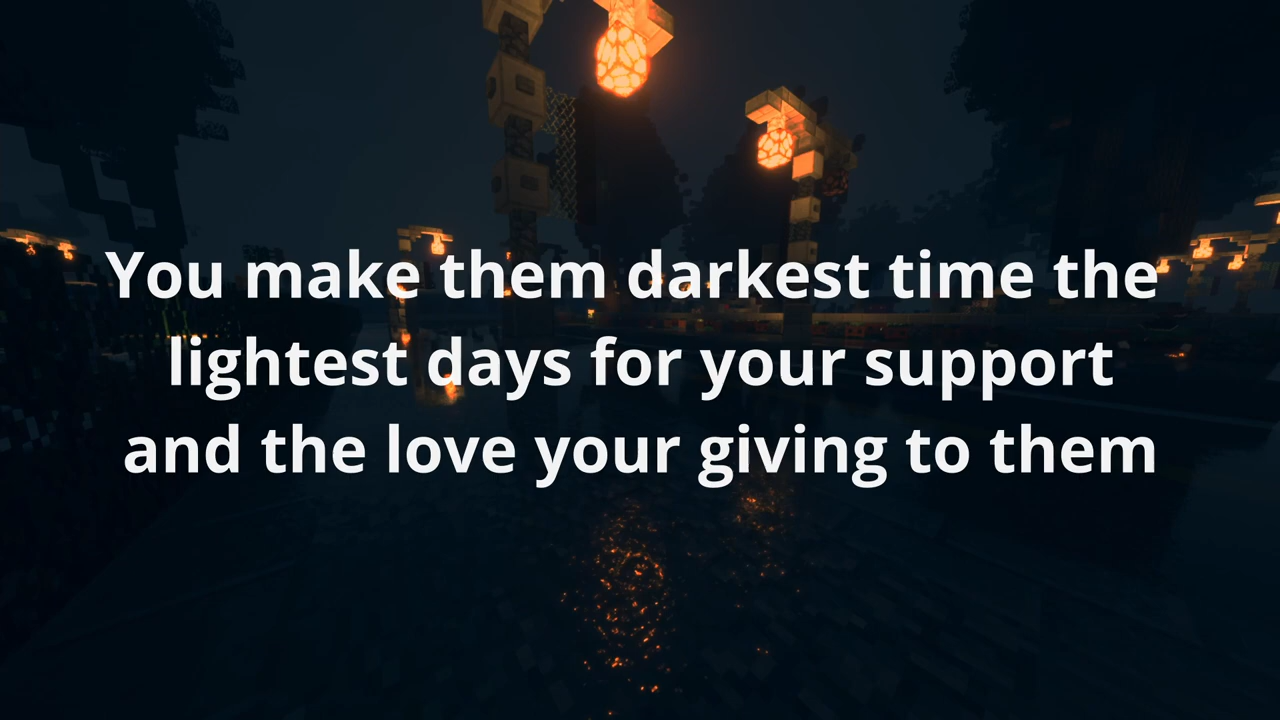 You make them darkest time the
lightest days for your support
and the love your giving to them